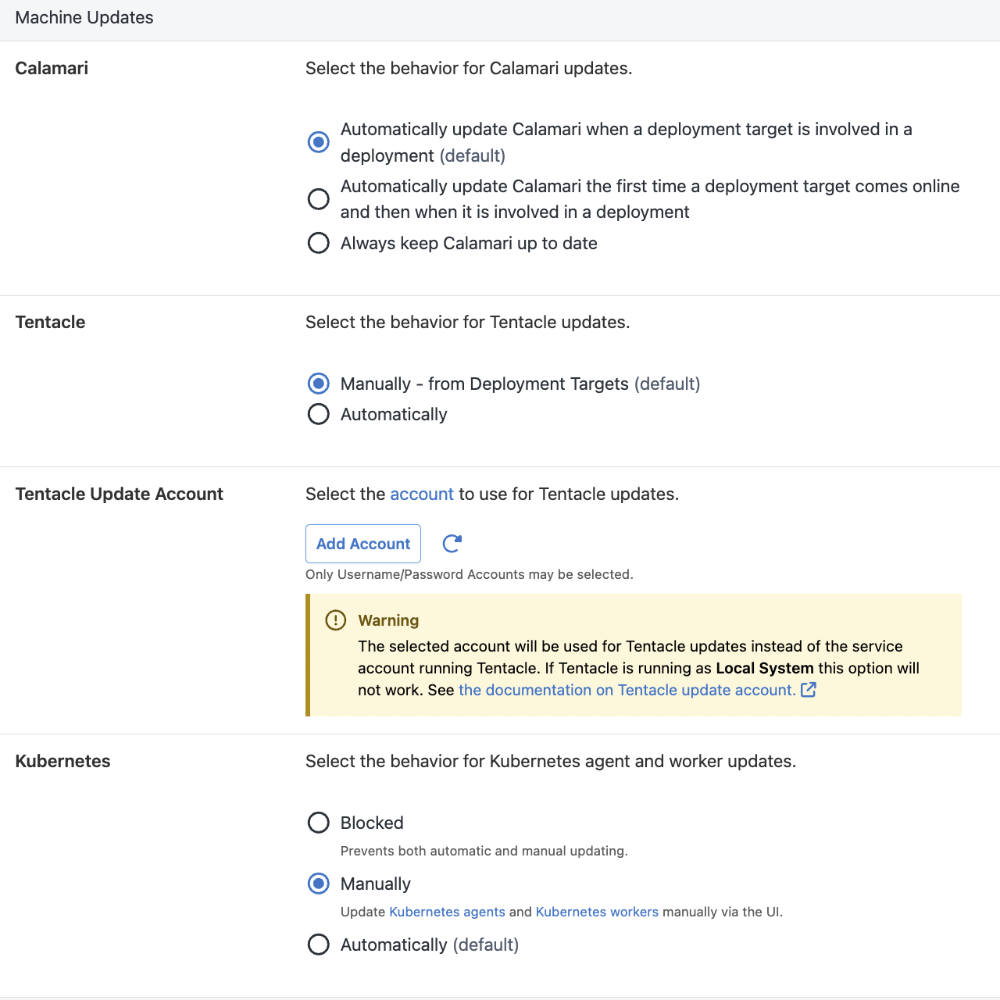 Machine Updates
Calamari
Select the behavior for Calamari updates.
Automatically update Calamari when a deployment target is involved in a
deployment (default)
Automatically update Calamari the first time a deployment target comes online
and then when it is involved in a deployment
Always keep Calamari up to date
Tentacle
Select the behavior for Tentacle updates.
Manually - from Deployment Targets (default)
Automatically
Tentacle Update Account
Select the account to use for Tentacle updates.
Add Account
Only Username/Password Accounts may be selected.
Warning
The selected account will be used for Tentacle updates instead of the service
account running Tentacle. If Tentacle is running as Local System this option will
not work. See the documentation on Tentacle update account.
Kubernetes
Select the behavior for Kubernetes agent and worker updates.
Blocked
Prevents both automatic and manual updating.
Manually
Update Kubernetes agents and Kubernetes workers manually via the UI.
Automatically (default)